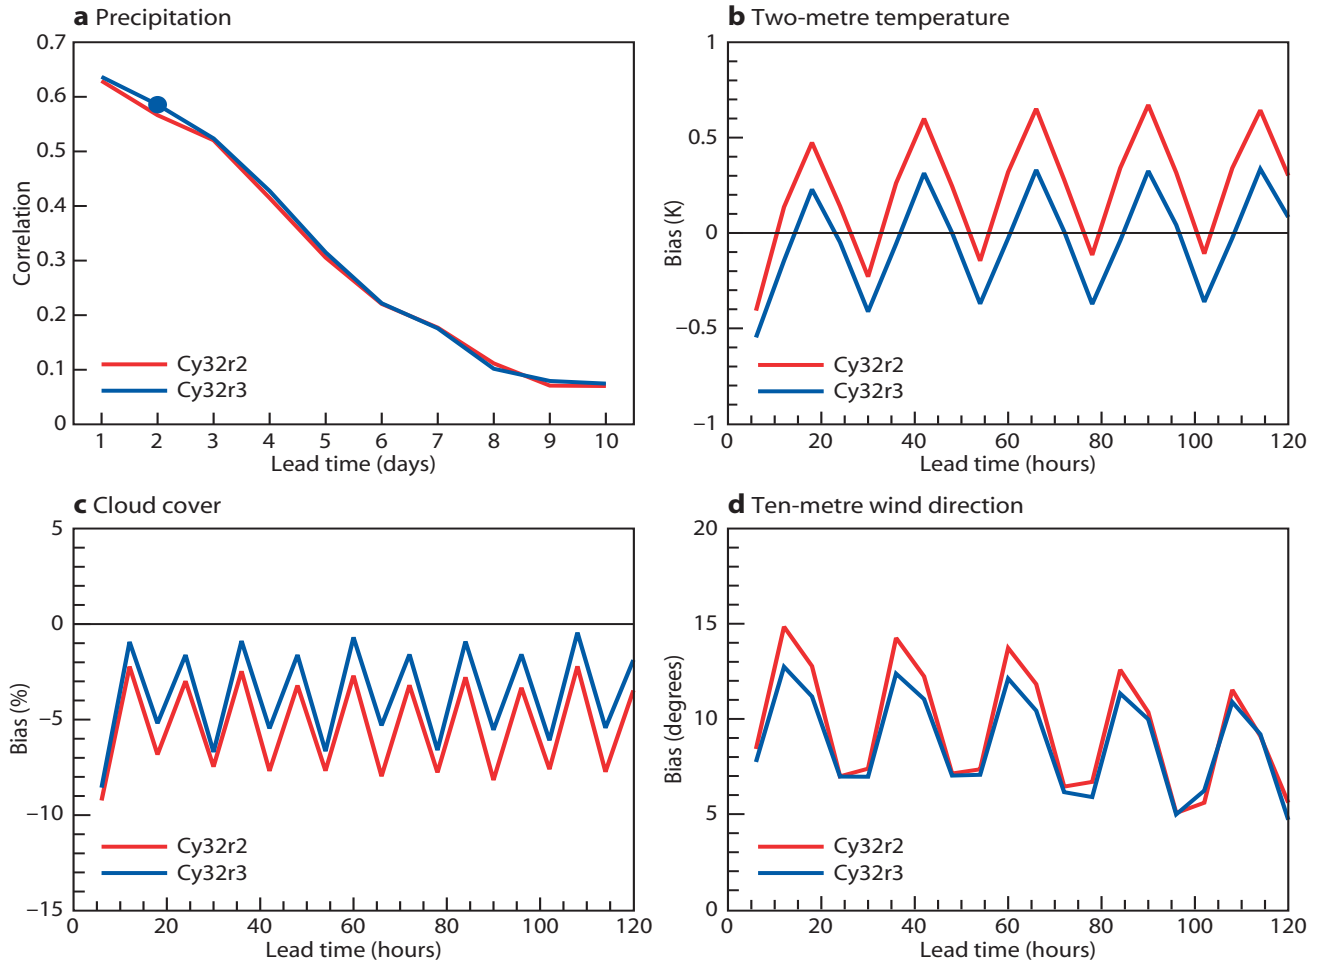 a Precipitation
0.7
0.6
0.5
0.4
0.3
0.2
0.1
0
Correlation
Cy32r2
Cy32r3
1 2 3 4 5 6 7 8 9 10
Lead time (days)
b Two-metre temperature
1
0.5
0
−0.5
−1
Bias (K)
Cy32r2
Cy32r3
0 20 40 60 80 100 120
Lead time (hours)
c Cloud cover
5
0
−5
−10
−15
Bias (%)
Cy32r2
Cy32r3
0 20 40 60 80 100 120
Lead time (hours)
d Ten-metre wind direction
20
15
10
5
0
Bias (degrees)
Cy32r2
Cy32r3
0 20 40 60 80 100 120
Lead time (hours)